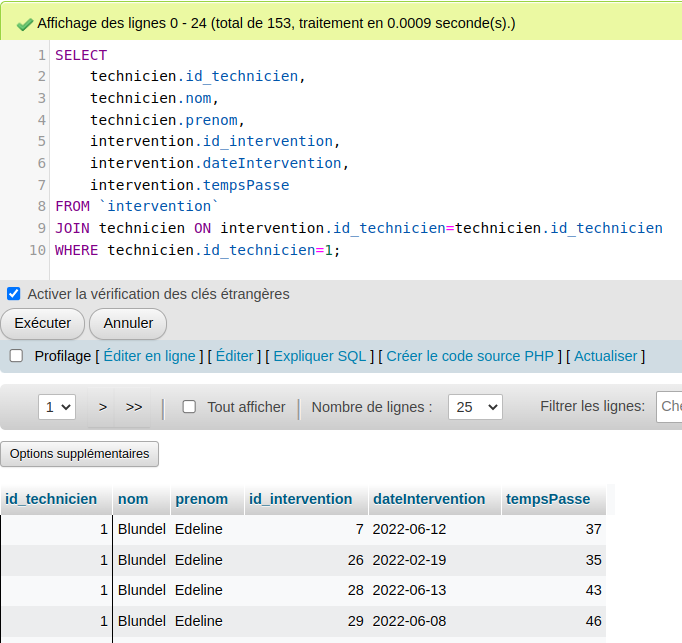 Affichage des lignes 0 - 24 (total de 153, traitement en 0.0009 seconde(s).)
1 SELECT
2 technicien.id_technicien,
3 technicien.nom,
4 technicien.prenom,
5 intervention.id_intervention,
6 intervention.dateIntervention,
7 intervention.tempsPasse
8 FROM `intervention`
9 JOIN technicien ON intervention.id_technicien=technicien.id_technicien
10 WHERE technicien.id_technicien=1;
Activer la vérification des clés étrangères
Exécuter Annuler
Profilage [ Éditer en ligne ] [ Éditer ] [ Expliquer SQL ] [ Créer le code source PHP ] [ Actualiser ]
1 > >> | Tout afficher | Nombre de lignes : 25 Filtrer les lignes: Che
Options supplémentaires
id_technicien nom prenom id_intervention dateIntervention tempsPasse
1 Blundel Edeline 7 2022-06-12 37
1 Blundel Edeline 26 2022-02-19 35
1 Blundel Edeline 28 2022-06-13 43
1 Blundel Edeline 29 2022-06-08 46